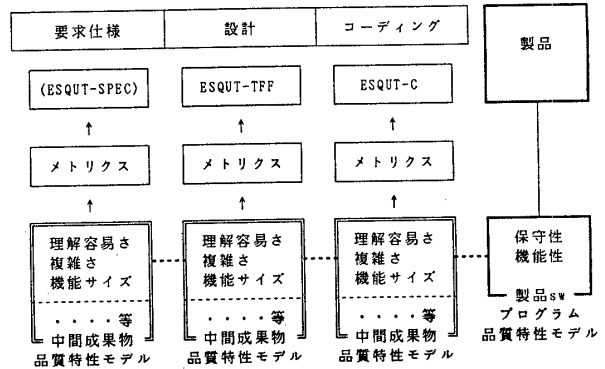 要求仕様
設計
コーディング
製品
(ESQUT-SPEC)
ESQUT-TFF
ESQUT-C
↑
↑
↑
メトリクス
メトリクス
メトリクス
↑
↑
↑
理解容易さ
複雑さ
機能サイズ
・・・・等
中間成果物
品質特性モデル
理解容易さ
複雑さ
機能サイズ
・・・・等
中間成果物
品質特性モデル
理解容易さ
複雑さ
機能サイズ
・・・・等
中間成果物
品質特性モデル
保守性
機能性
製品sw
プログラム
品質特性モデル